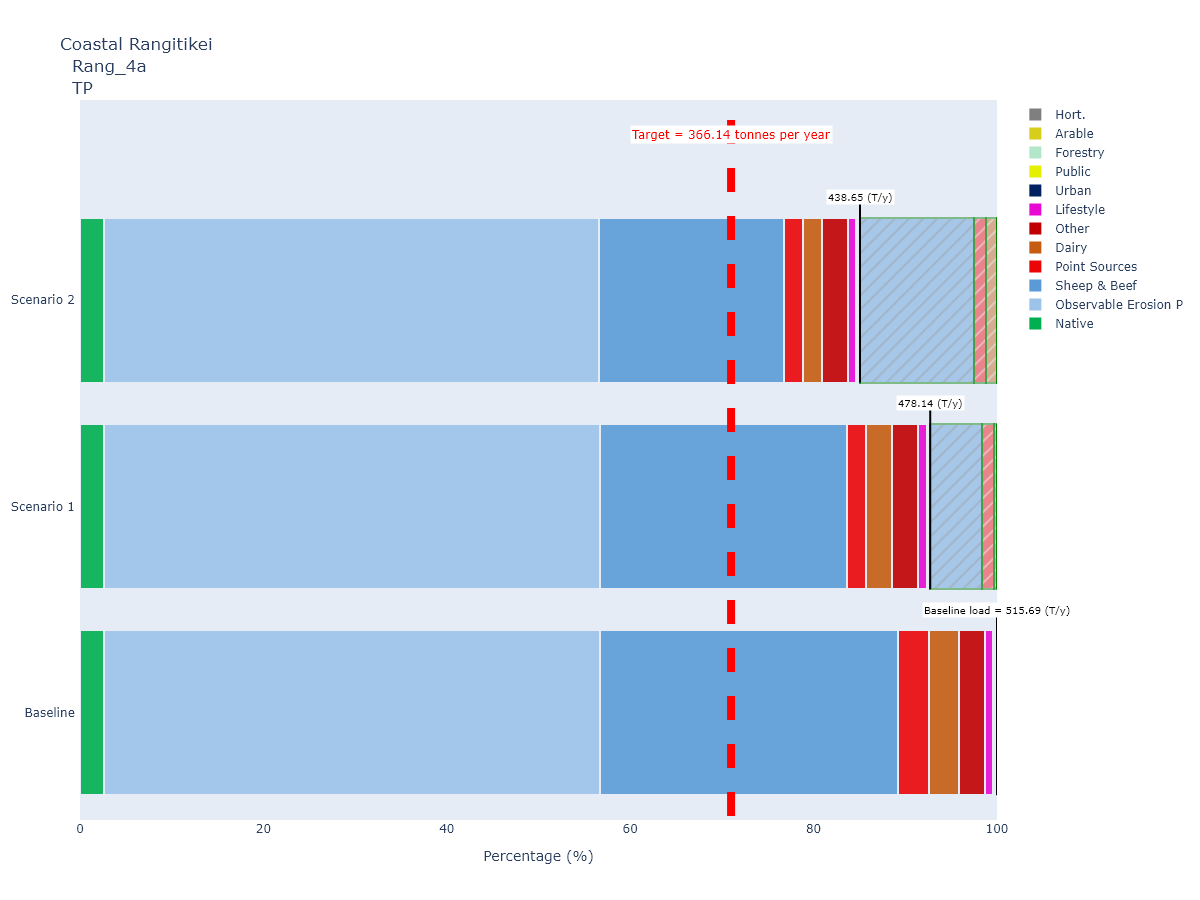 Coastal Rangitikei
Rang_4a
TP
Target = 366.14 tonnes per year
438.65 (T/y)
478.14 (T/y)
Baseline load = 515.69 (T/y)
Scenario 2
Scenario 1
Baseline
0 20 40 60 80 100
Percentage (%)
Hort.
Arable
Forestry
Public
Urban
Lifestyle
Other
Dairy
Point Sources
Sheep & Beef
Observable Erosion P
Native